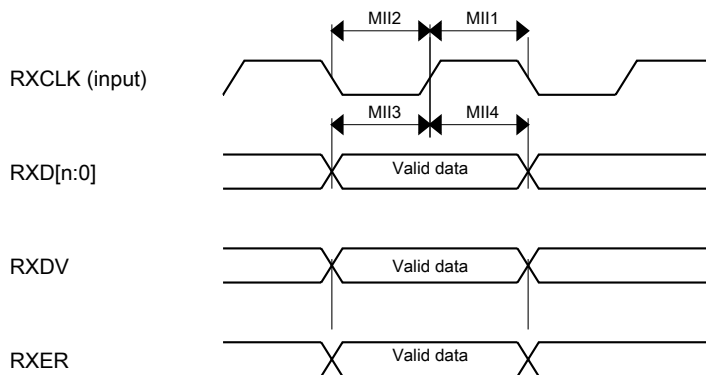 MII2 MII1
RXCLK (input)
MII3 MII4
RXD[n:0] Valid data
RXDV Valid data
RXER Valid data